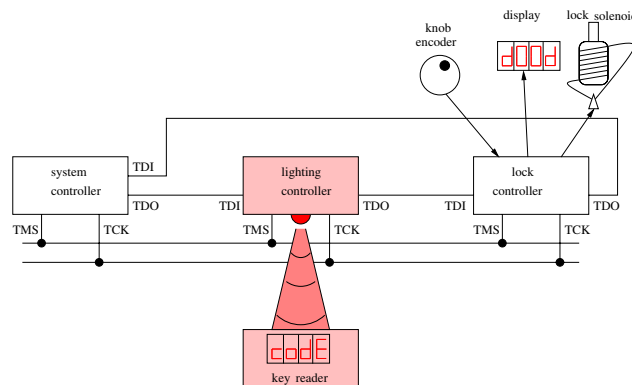 knob
encoder
display
lock solenoid
d00d
system
controller
TDI
TDO
TMS
TCK
lighting
controller
TDI
TDO
TMS
TCK
lock
controller
TDI
TDO
TMS
TCK
codE
key reader